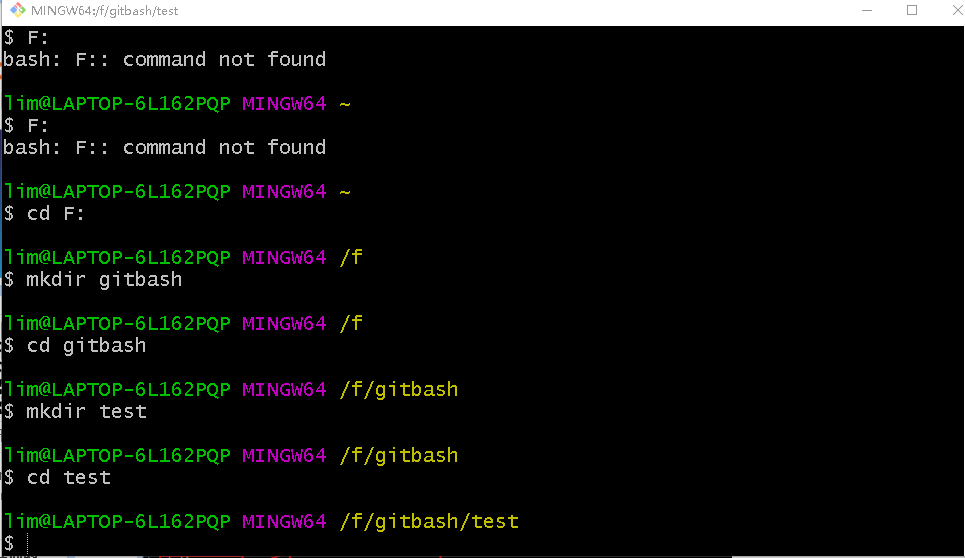 MINGW64:/f/gitbash/test
$ F:
bash: F:: command not found
lim@LAPTOP-6L162PQP MINGW64 ~
$ F:
bash: F:: command not found
lim@LAPTOP-6L162PQP MINGW64 ~
$ cd F:
lim@LAPTOP-6L162PQP MINGW64 /f
$ mkdir gitbash
lim@LAPTOP-6L162PQP MINGW64 /f
$ cd gitbash
lim@LAPTOP-6L162PQP MINGW64 /f/gitbash
$ mkdir test
lim@LAPTOP-6L162PQP MINGW64 /f/gitbash
$ cd test
lim@LAPTOP-6L162PQP MINGW64 /f/gitbash/test
$